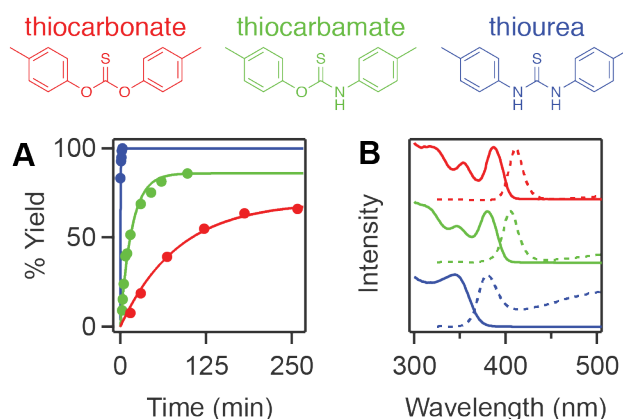 thiocarbonate
thiocarbamate
thiourea
S
O
O
S
O
N
H
S
N
H
N
H
A
B
100
50
0
% Yield
0
125
250
Time (min)
Intensity
300
400
500
Wavelength (nm)